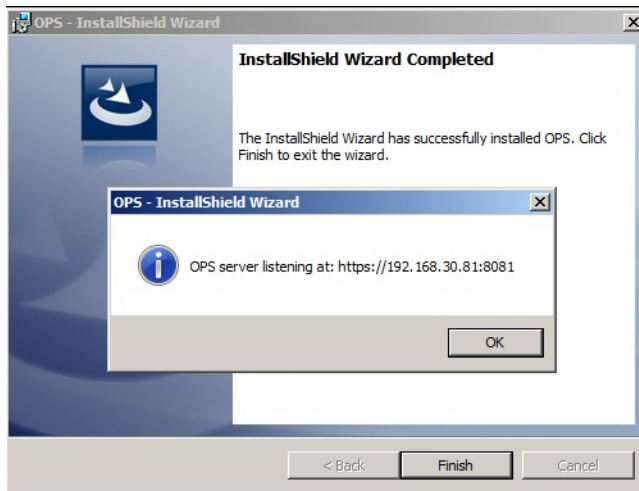 OPS - InstallShield Wizard
InstallShield Wizard Completed
The InstallShield Wizard has successfully installed OPS. Click
Finish to exit the wizard.
OPS - InstallShield Wizard
OPS server listening at: https://192.168.30.81:8081
OK
< Back
Finish
Cancel